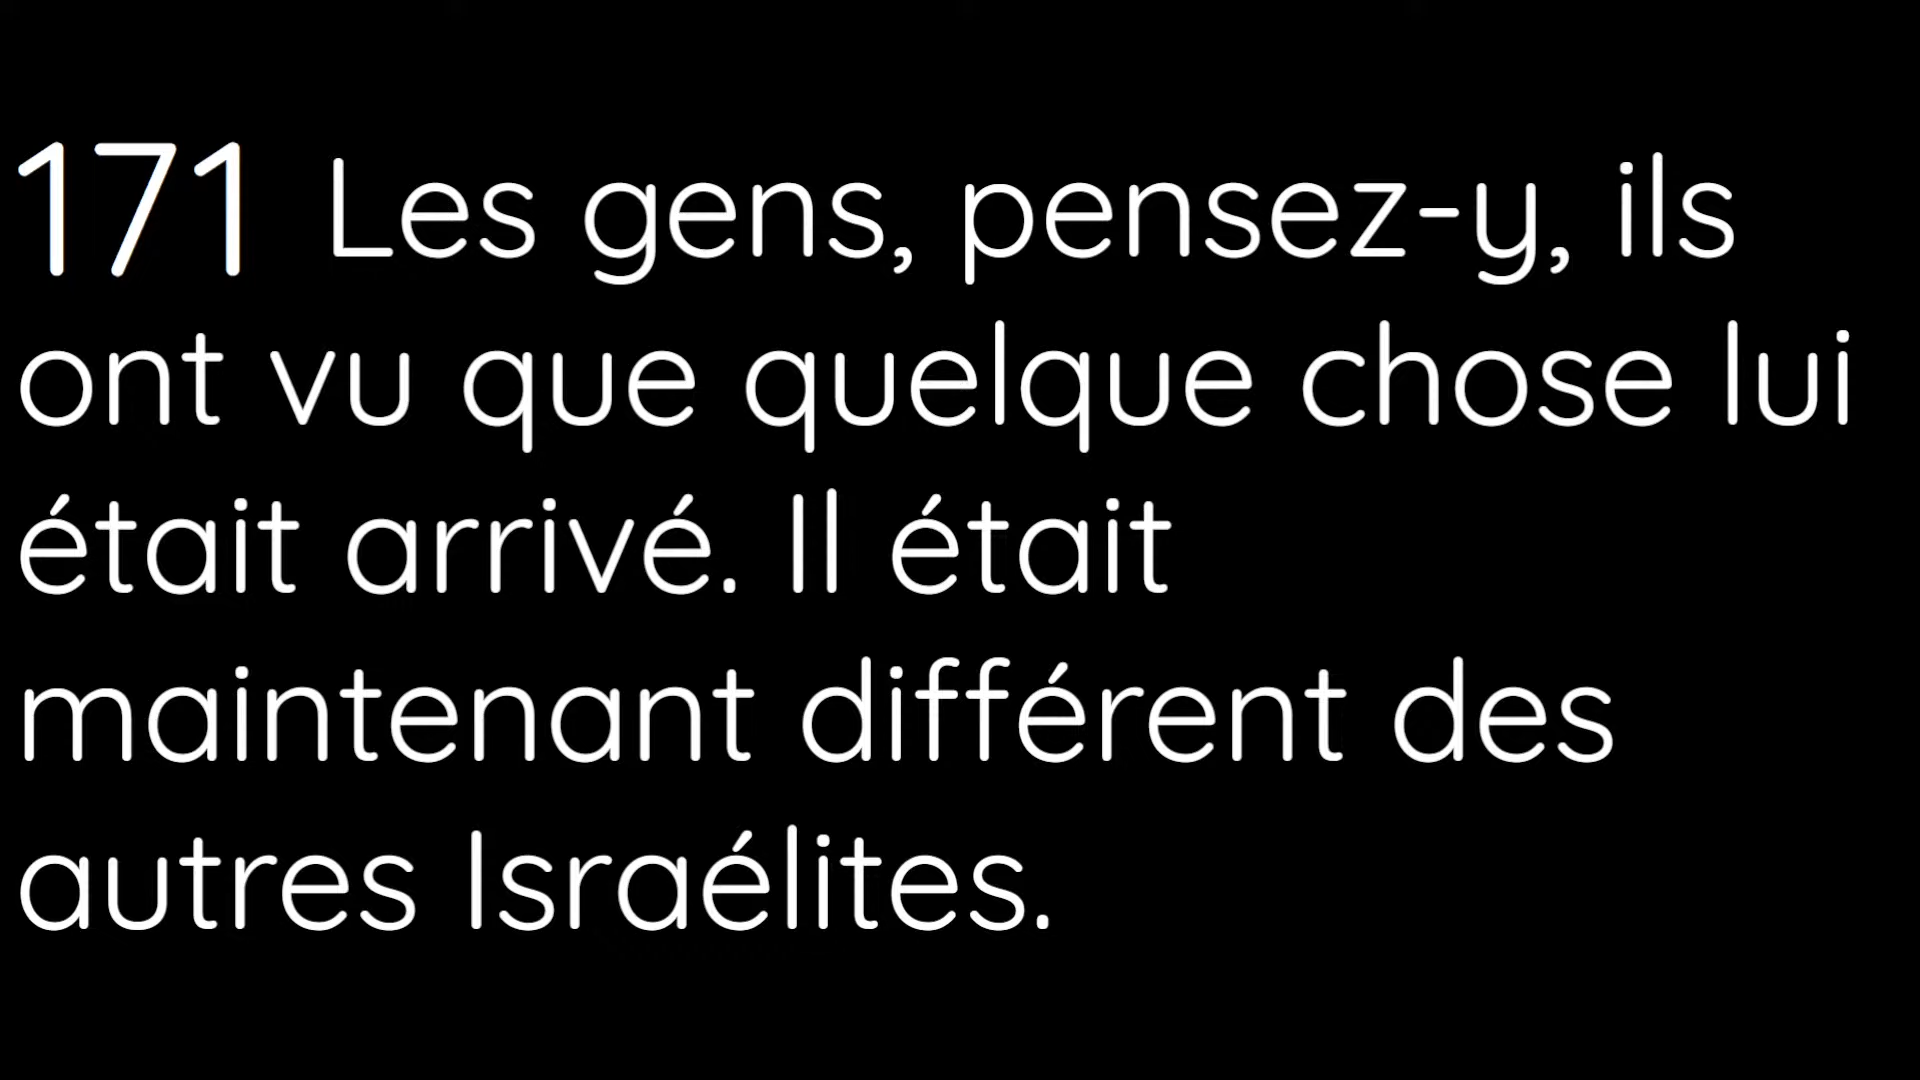 171 Les gens, pensez-y, ils
ont vu que quelque chose lui
était arrivé. Il était
maintenant différent des
autres Israélites.